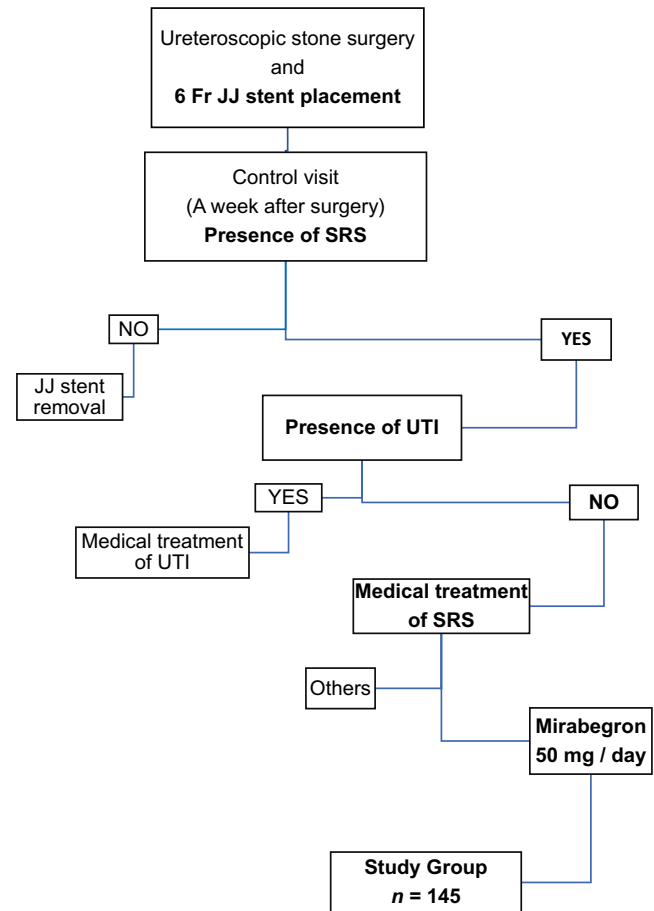 Ureteroscopic stone surgery
and
6 Fr JJ stent placement
Control visit
(A week after surgery)
Presence of SRS
NO
YES
JJ stent
removal
Presence of UTI
YES
NO
Medical treatment
of UTI
Medical treatment
of SRS
Others
Mirabegron
50 mg / day
Study Group
n = 145